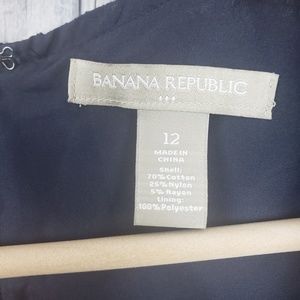 BANANA REPUBLIC
12
MADE IN
CHINA
Shell:
70%Cotton
25%Nylon
5%Rayon
Lining:
100%Polyester